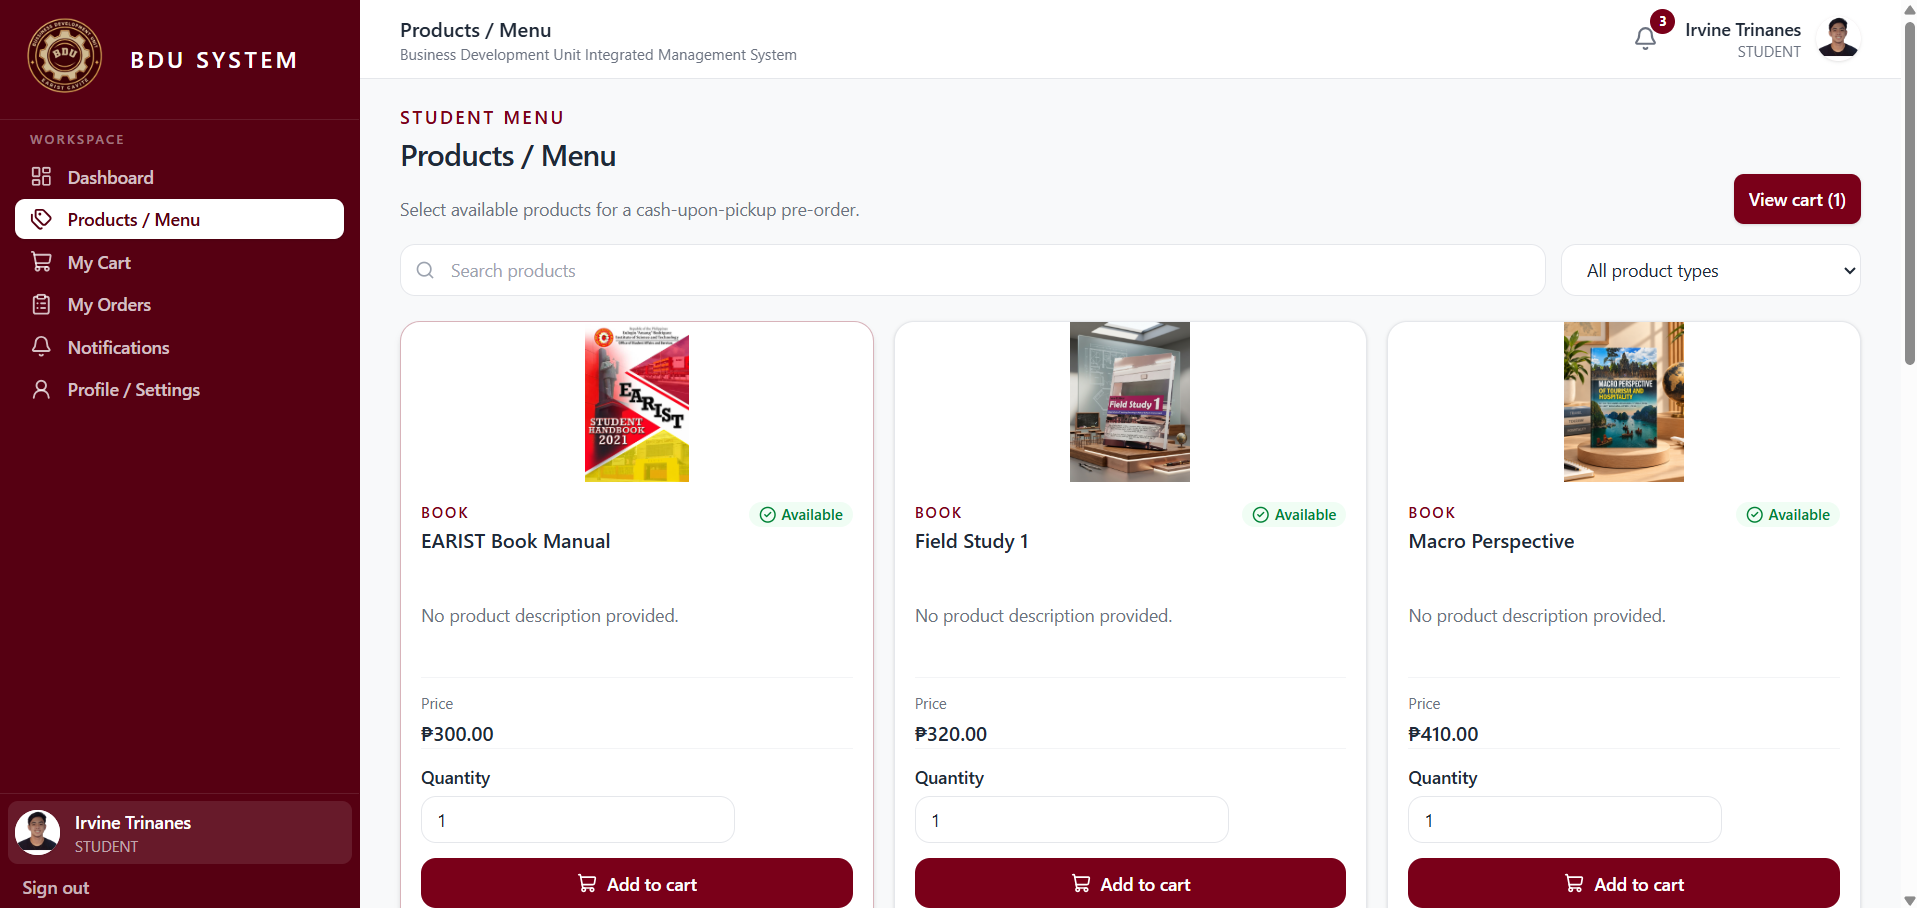 BDU
BDU SYSTEM
WORKSPACE
Dashboard
Products / Menu
My Cart
My Orders
Notifications
Profile / Settings
Irvine Trinanes
STUDENT
Sign out
Products / Menu
Business Development Unit Integrated Management System
3
Irvine Trinanes
STUDENT
STUDENT MENU
Products / Menu
Select available products for a cash-upon-pickup pre-order.
View cart (1)
Search products
All product types
EARIST
STUDENT
HANDBOOK
2021
BOOK
Available
EARIST Book Manual
No product description provided.
Price
₱300.00
Quantity
1
Add to cart
Field Study 1
BOOK
Available
Field Study 1
No product description provided.
Price
₱320.00
Quantity
1
Add to cart
MACRO PERSPECTIVE
OF TOURISM AND
HOSPITALITY
BOOK
Available
Macro Perspective
No product description provided.
Price
₱410.00
Quantity
1
Add to cart